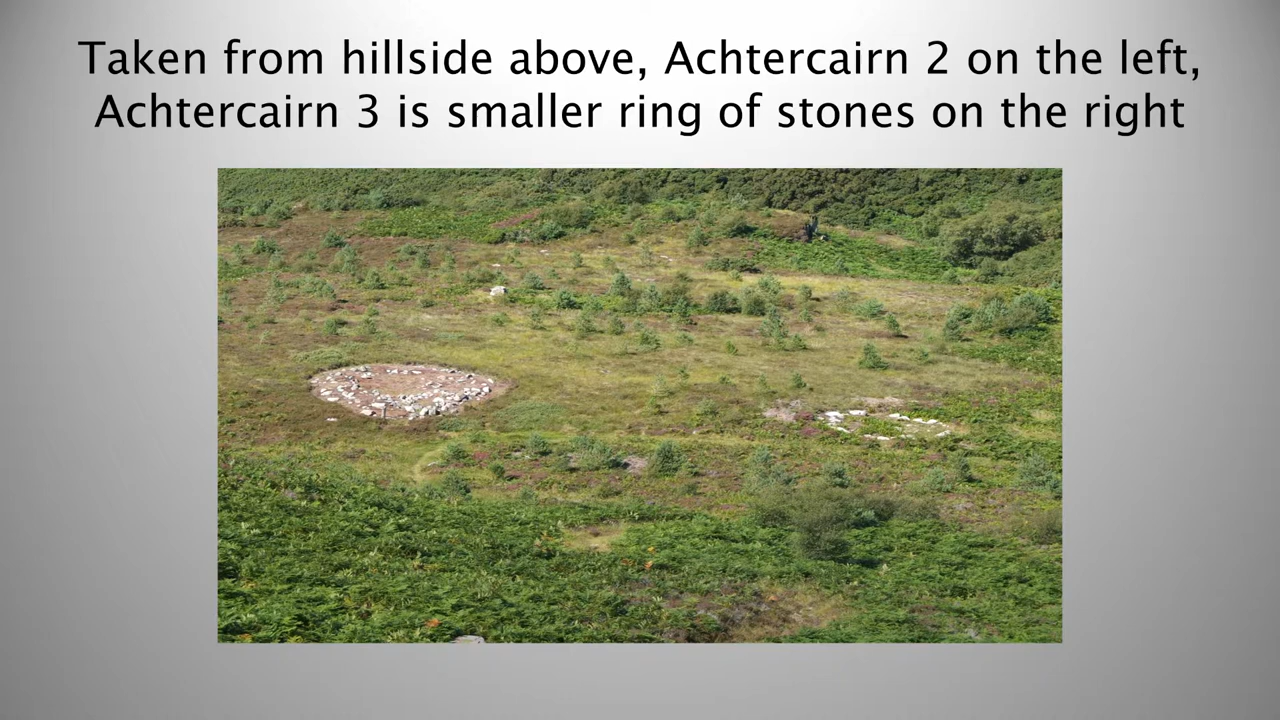 Taken from hillside above, Achtercairn 2 on the left,
Achtercairn 3 is smaller ring of stones on the right